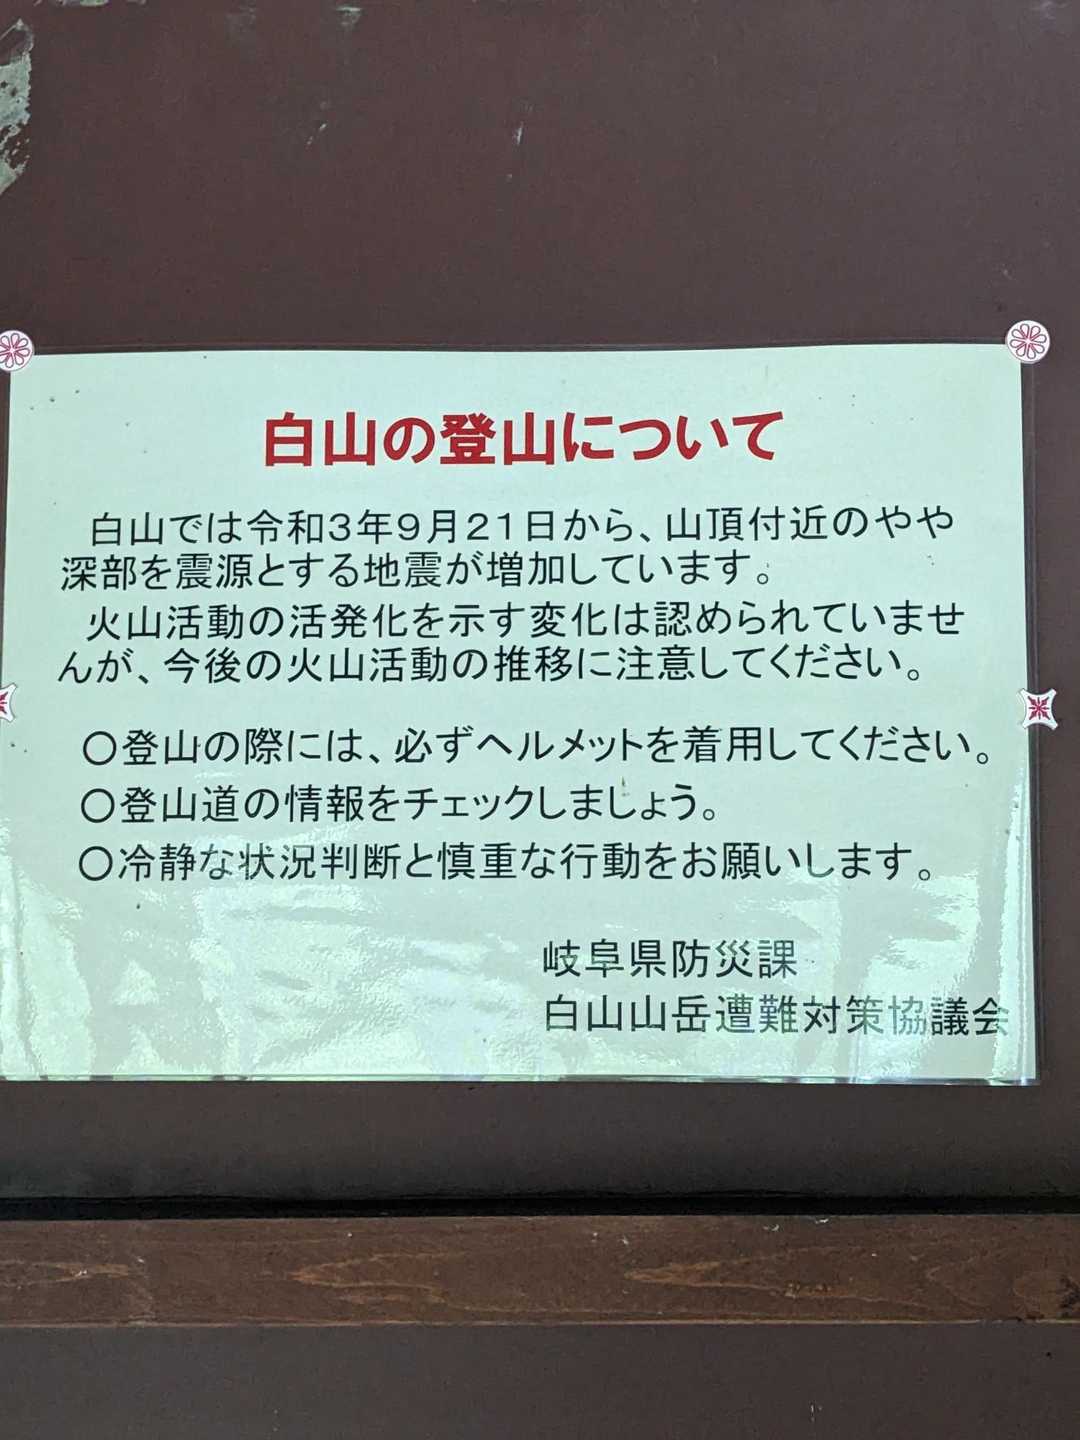 白山の登山について
白山では令和3年9月21日から、山頂付近のやや
深部を震源とする地震が増加しています。
火山活動の活発化を示す変化は認められていませ
んが、今後の火山活動の推移に注意してください。
〇登山の際には、必ずヘルメットを着用してください。
〇登山道の情報をチェックしましょう。
〇冷静な状況判断と慎重な行動をお願いします。
岐阜県防災課
白山山岳遭難対策協議会